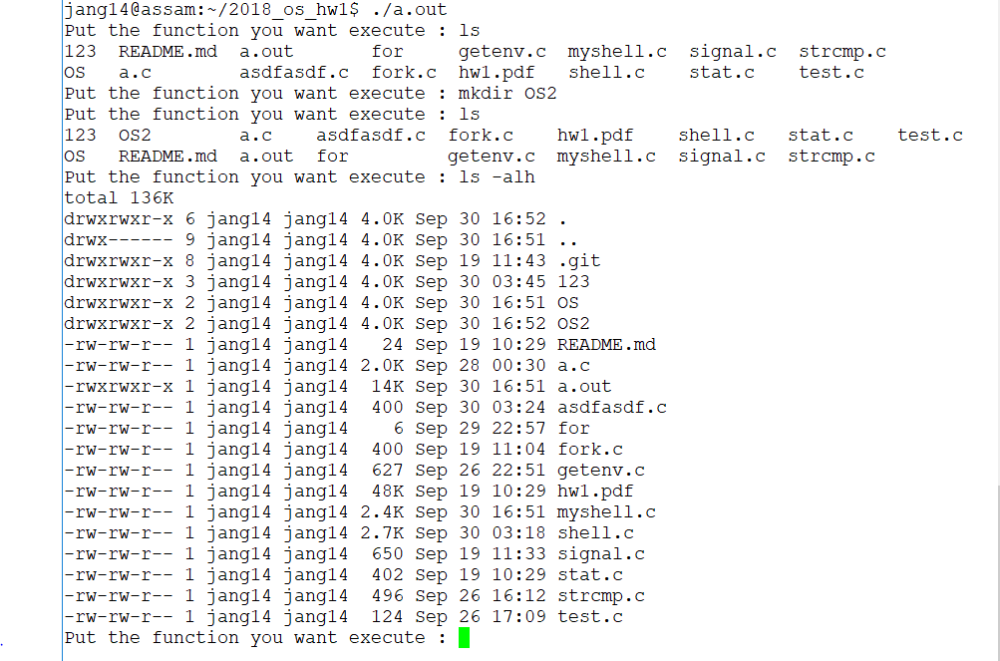 jang14@assam:~/2018_os_hw1$ ./a.out
Put the function you want execute : ls
123  README.md  a.out       for     getenv.c  myshell.c  signal.c  strcmp.c
OS   a.c        asdfasdf.c  fork.c  hw1.pdf   shell.c    stat.c    test.c
Put the function you want execute : mkdir OS2
Put the function you want execute : ls
123  OS2        a.c    asdfasdf.c  fork.c    hw1.pdf    shell.c   stat.c    test.c
OS   README.md  a.out  for         getenv.c  myshell.c  signal.c  strcmp.c
Put the function you want execute : ls -alh
total 136K
drwxrwxr-x 6 jang14 jang14 4.0K Sep 30 16:52 .
drwx------ 9 jang14 jang14 4.0K Sep 30 16:51 ..
drwxrwxr-x 8 jang14 jang14 4.0K Sep 19 11:43 .git
drwxrwxr-x 3 jang14 jang14 4.0K Sep 30 03:45 123
drwxrwxr-x 2 jang14 jang14 4.0K Sep 30 16:51 OS
drwxrwxr-x 2 jang14 jang14 4.0K Sep 30 16:52 OS2
-rw-rw-r-- 1 jang14 jang14   24 Sep 19 10:29 README.md
-rw-rw-r-- 1 jang14 jang14 2.0K Sep 28 00:30 a.c
-rwxrwxr-x 1 jang14 jang14  14K Sep 30 16:51 a.out
-rw-rw-r-- 1 jang14 jang14  400 Sep 30 03:24 asdfasdf.c
-rw-rw-r-- 1 jang14 jang14    6 Sep 29 22:57 for
-rw-rw-r-- 1 jang14 jang14  400 Sep 19 11:04 fork.c
-rw-rw-r-- 1 jang14 jang14  627 Sep 26 22:51 getenv.c
-rw-rw-r-- 1 jang14 jang14  48K Sep 19 10:29 hw1.pdf
-rw-rw-r-- 1 jang14 jang14 2.4K Sep 30 16:51 myshell.c
-rw-rw-r-- 1 jang14 jang14 2.7K Sep 30 03:18 shell.c
-rw-rw-r-- 1 jang14 jang14  650 Sep 19 11:33 signal.c
-rw-rw-r-- 1 jang14 jang14  402 Sep 19 10:29 stat.c
-rw-rw-r-- 1 jang14 jang14  496 Sep 26 16:12 strcmp.c
-rw-rw-r-- 1 jang14 jang14  124 Sep 26 17:09 test.c
Put the function you want execute :